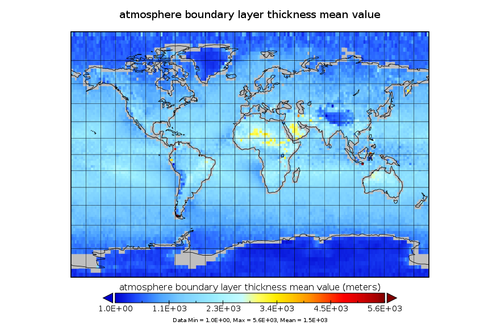 atmosphere boundary layer thickness mean value
atmosphere boundary layer thickness mean value (meters)
1.0E+00 1.1E+03 2.3E+03 3.4E+03 4.5E+03 5.6E+03
Data Min = 1.0E+00, Max = 5.6E+03, Mean = 1.5E+03